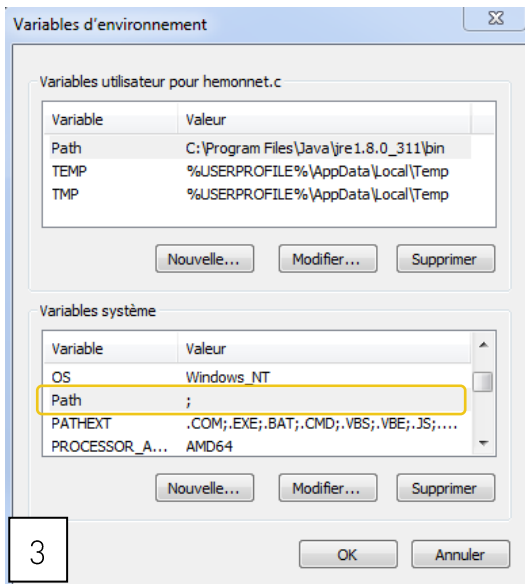 Variables d'environnement
Variables utilisateur pour hemonnet.c
Variable Valeur
Path C:\Program Files\Java\jre1.8.0_311\bin
TEMP %USERPROFILE%\AppData\Local\Temp
TMP %USERPROFILE%\AppData\Local\Temp
Nouvelle... Modifier... Supprimer
Variables système
Variable Valeur
OS Windows_NT
Path ;
PATHEXT .COM;.EXE;.BAT;.CMD;.VBS;.VBE;.JS;....
PROCESSOR_A... AMD64
Nouvelle... Modifier... Supprimer
3
OK Annuler